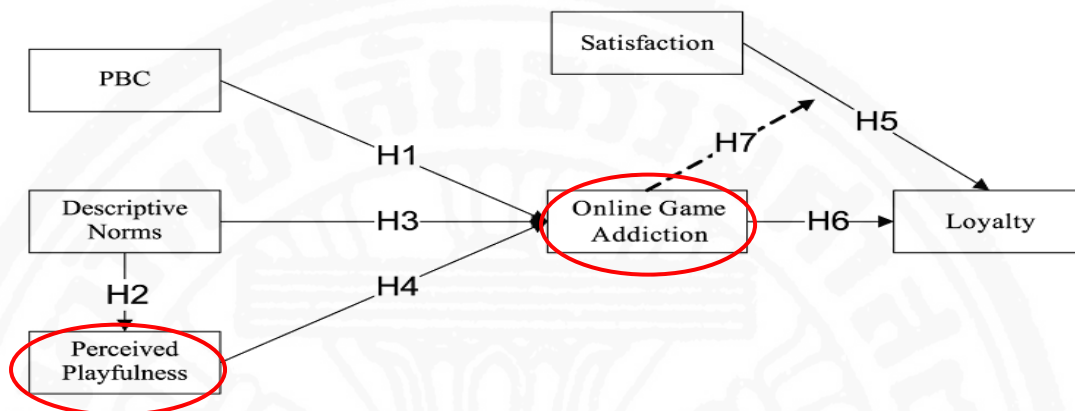 Satisfaction
PBC
H5
H7
H1
Descriptive
Norms
H3
Online Game
Addiction
H6
Loyalty
H4
H2
Perceived
Playfulness